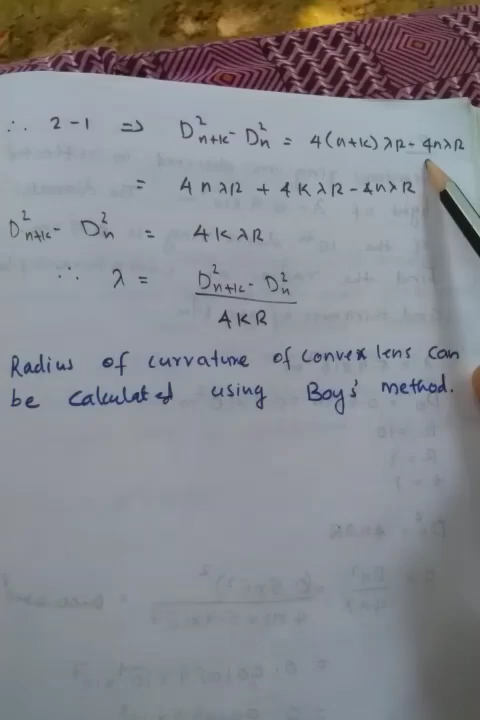 ∴ 2-1 ⇒ D²ₙ₊ₖ - D²ₙ = 4(n+k)λR - 4nλR
= 4nλR + 4KλR - 4nλR
D²ₙ₊ₖ - D²ₙ = 4KλR
∴ λ = D²ₙ₊ₖ - D²ₙ
4KR
Radius of curvature of convex lens can
be calculated using Boys' method.